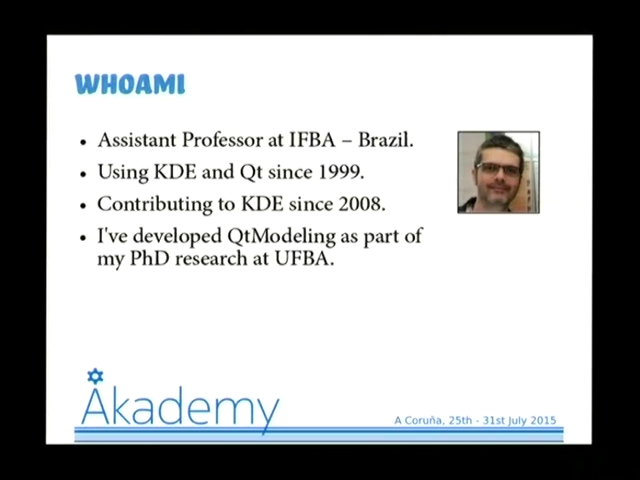 WHOAMI
Assistant Professor at IFBA – Brazil.
Using KDE and Qt since 1999.
Contributing to KDE since 2008.
I've developed QtModeling as part of
my PhD research at UFBA.
Akademy
A Coruña, 25th - 31st July 2015